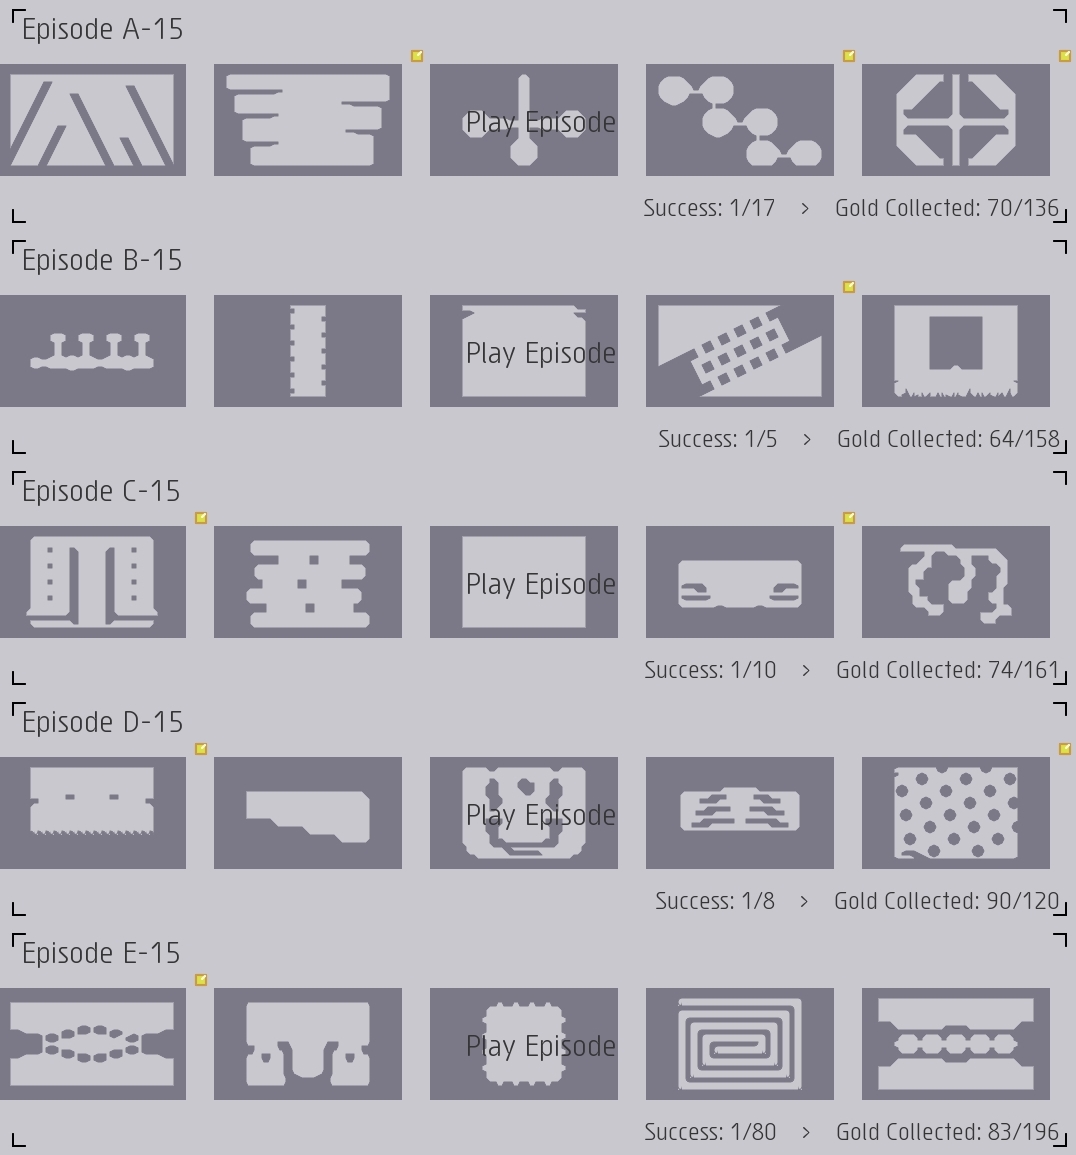 Episode A-15
Play Episode
Success: 1/17 > Gold Collected: 70/136
Episode B-15
Play Episode
Success: 1/5 > Gold Collected: 64/158
Episode C-15
Play Episode
Success: 1/10 > Gold Collected: 74/161
Episode D-15
Play Episode
Success: 1/8 > Gold Collected: 90/120
Episode E-15
Play Episode
Success: 1/80 > Gold Collected: 83/196